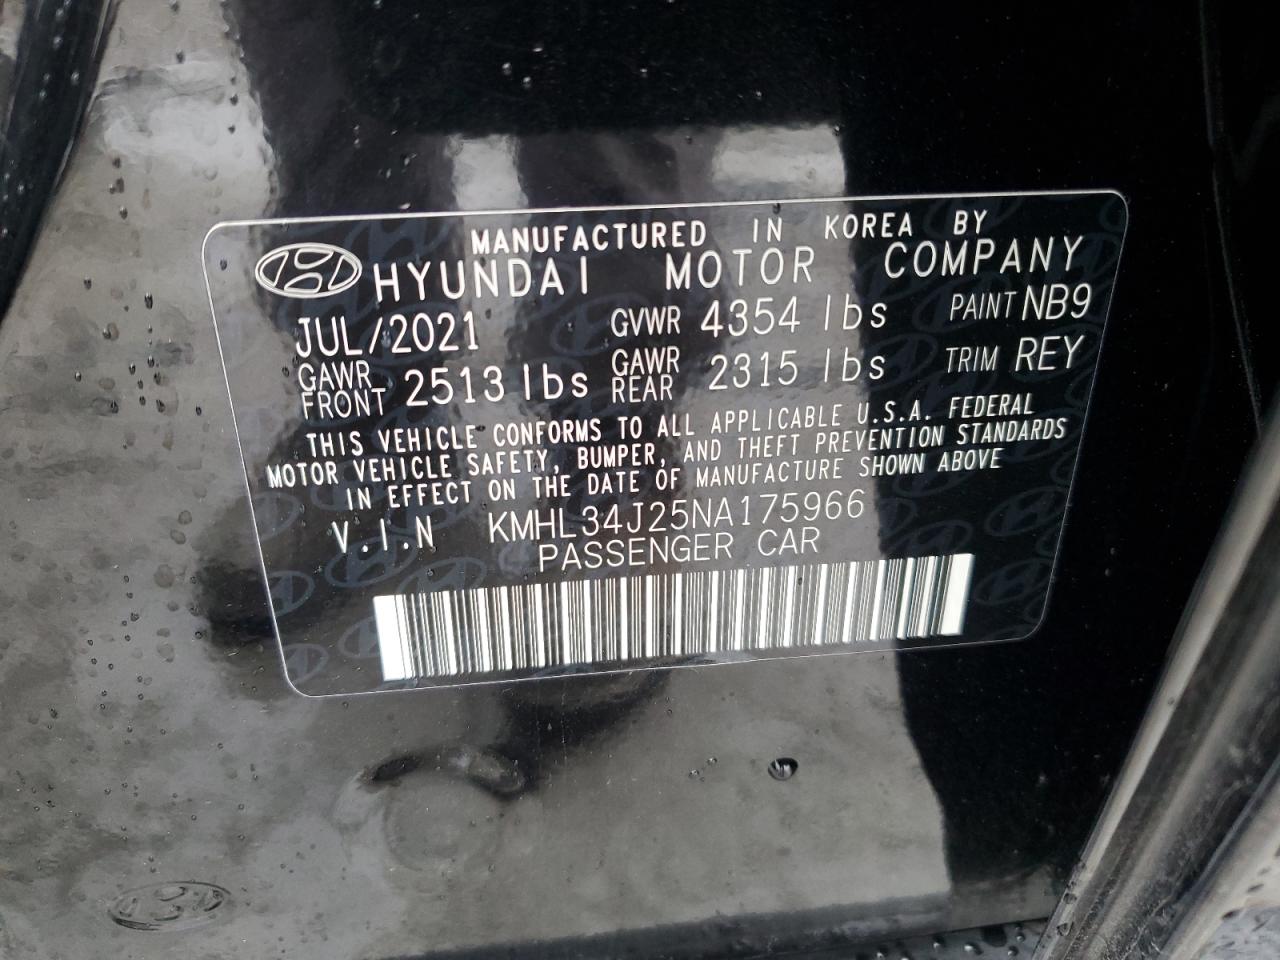 MANUFACTURED IN KOREA BY
HYUNDAI MOTOR COMPANY
JUL/2021 GVWR 4354 lbs PAINT NB9
GAWR FRONT 2513 lbs GAWR REAR 2315 lbs TRIM REY
THIS VEHICLE CONFORMS TO ALL APPLICABLE U.S.A. FEDERAL
MOTOR VEHICLE SAFETY, BUMPER, AND THEFT PREVENTION STANDARDS
IN EFFECT ON THE DATE OF MANUFACTURE SHOWN ABOVE
V.I.N KMHL34J25NA175966
PASSENGER CAR